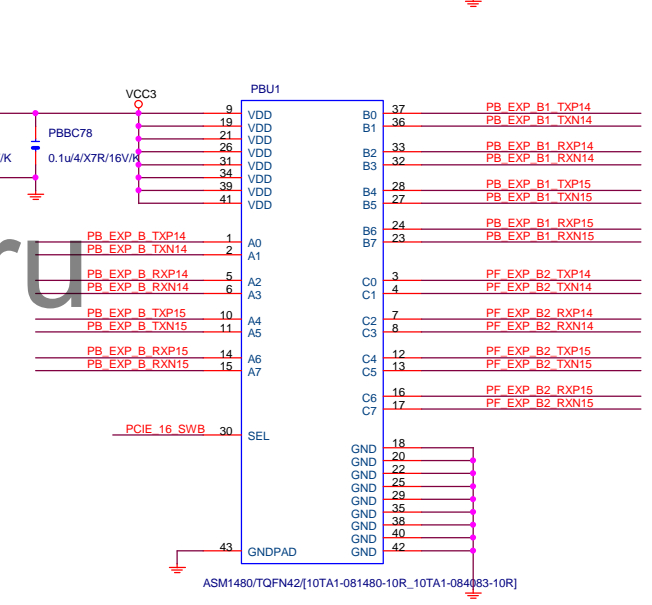 VCC3
PBU1
PBBC78
/K
0.1u/4/X7R/16V/K
9 VDD
19 VDD
21 VDD
26 VDD
31 VDD
34 VDD
39 VDD
41 VDD
PB_EXP_B_TXP14 1 A0
PB_EXP_B_TXN14 2 A1
PB_EXP_B_RXP14 5 A2
PB_EXP_B_RXN14 6 A3
PB_EXP_B_TXP15 10 A4
PB_EXP_B_TXN15 11 A5
PB_EXP_B_RXP15 14 A6
PB_EXP_B_RXN15 15 A7
PCIE_16_SWB 30 SEL
43 GNDPAD
B0 37 PB_EXP_B1_TXP14
B1 36 PB_EXP_B1_TXN14
B2 33 PB_EXP_B1_RXP14
B3 32 PB_EXP_B1_RXN14
B4 28 PB_EXP_B1_TXP15
B5 27 PB_EXP_B1_TXN15
B6 24 PB_EXP_B1_RXP15
B7 23 PB_EXP_B1_RXN15
C0 3 PF_EXP_B2_TXP14
C1 4 PF_EXP_B2_TXN14
C2 7 PF_EXP_B2_RXP14
C3 8 PF_EXP_B2_RXN14
C4 12 PF_EXP_B2_TXP15
C5 13 PF_EXP_B2_TXN15
C6 16 PF_EXP_B2_RXP15
C7 17 PF_EXP_B2_RXN15
GND 18
GND 20
GND 22
GND 25
GND 29
GND 35
GND 38
GND 40
GND 42
ASM1480/TQFN42/[10TA1-081480-10R_10TA1-084083-10R]
ru